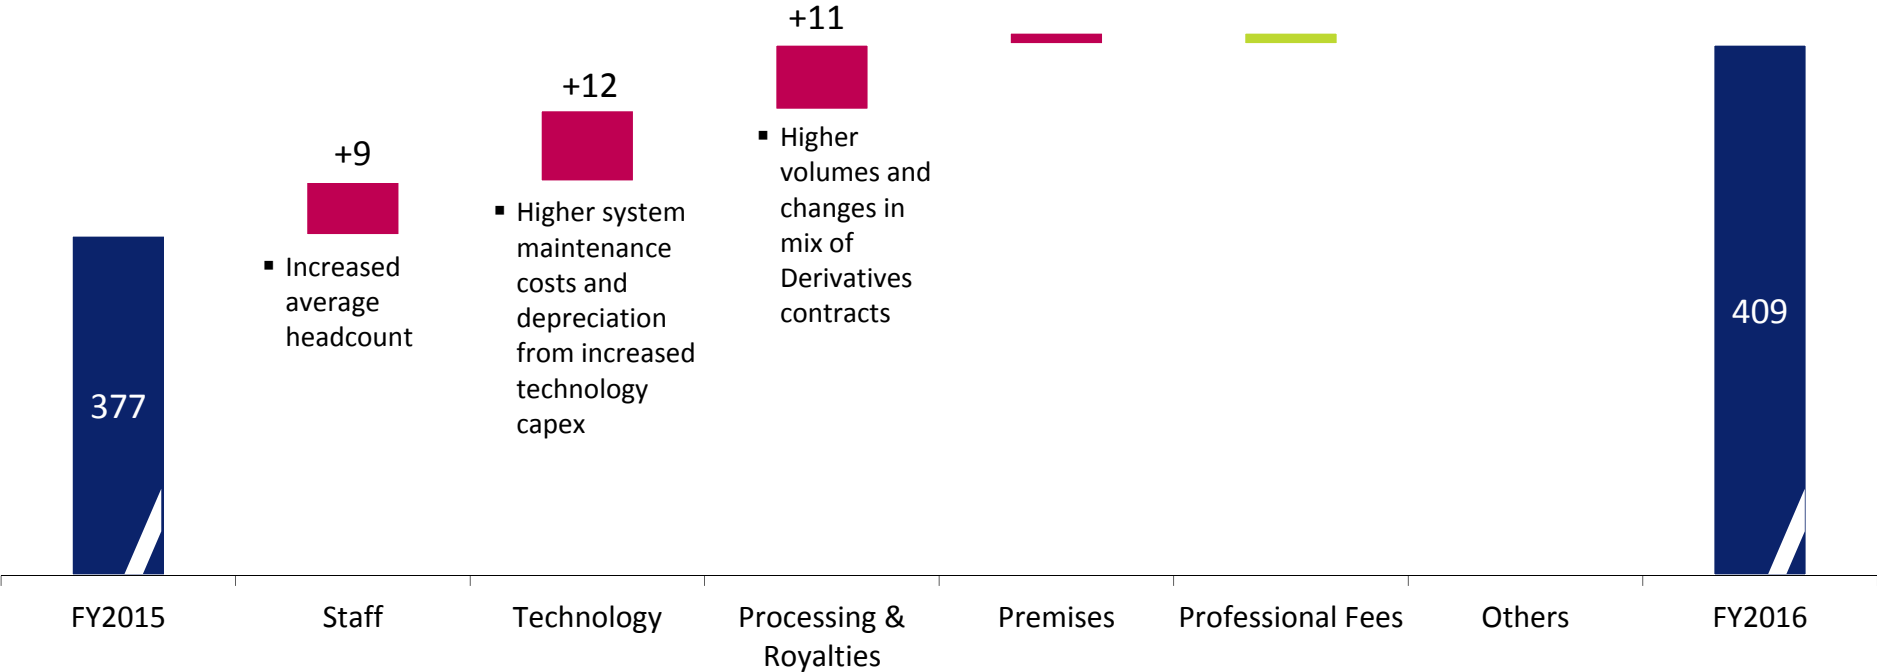 +11
+12
+9
377
409
▪ Increased
average
headcount
▪ Higher system
maintenance
costs and
depreciation
from increased
technology
capex
▪ Higher
volumes and
changes in
mix of
Derivatives
contracts
FY2015
Staff
Technology
Processing &
Royalties
Premises
Professional Fees
Others
FY2016